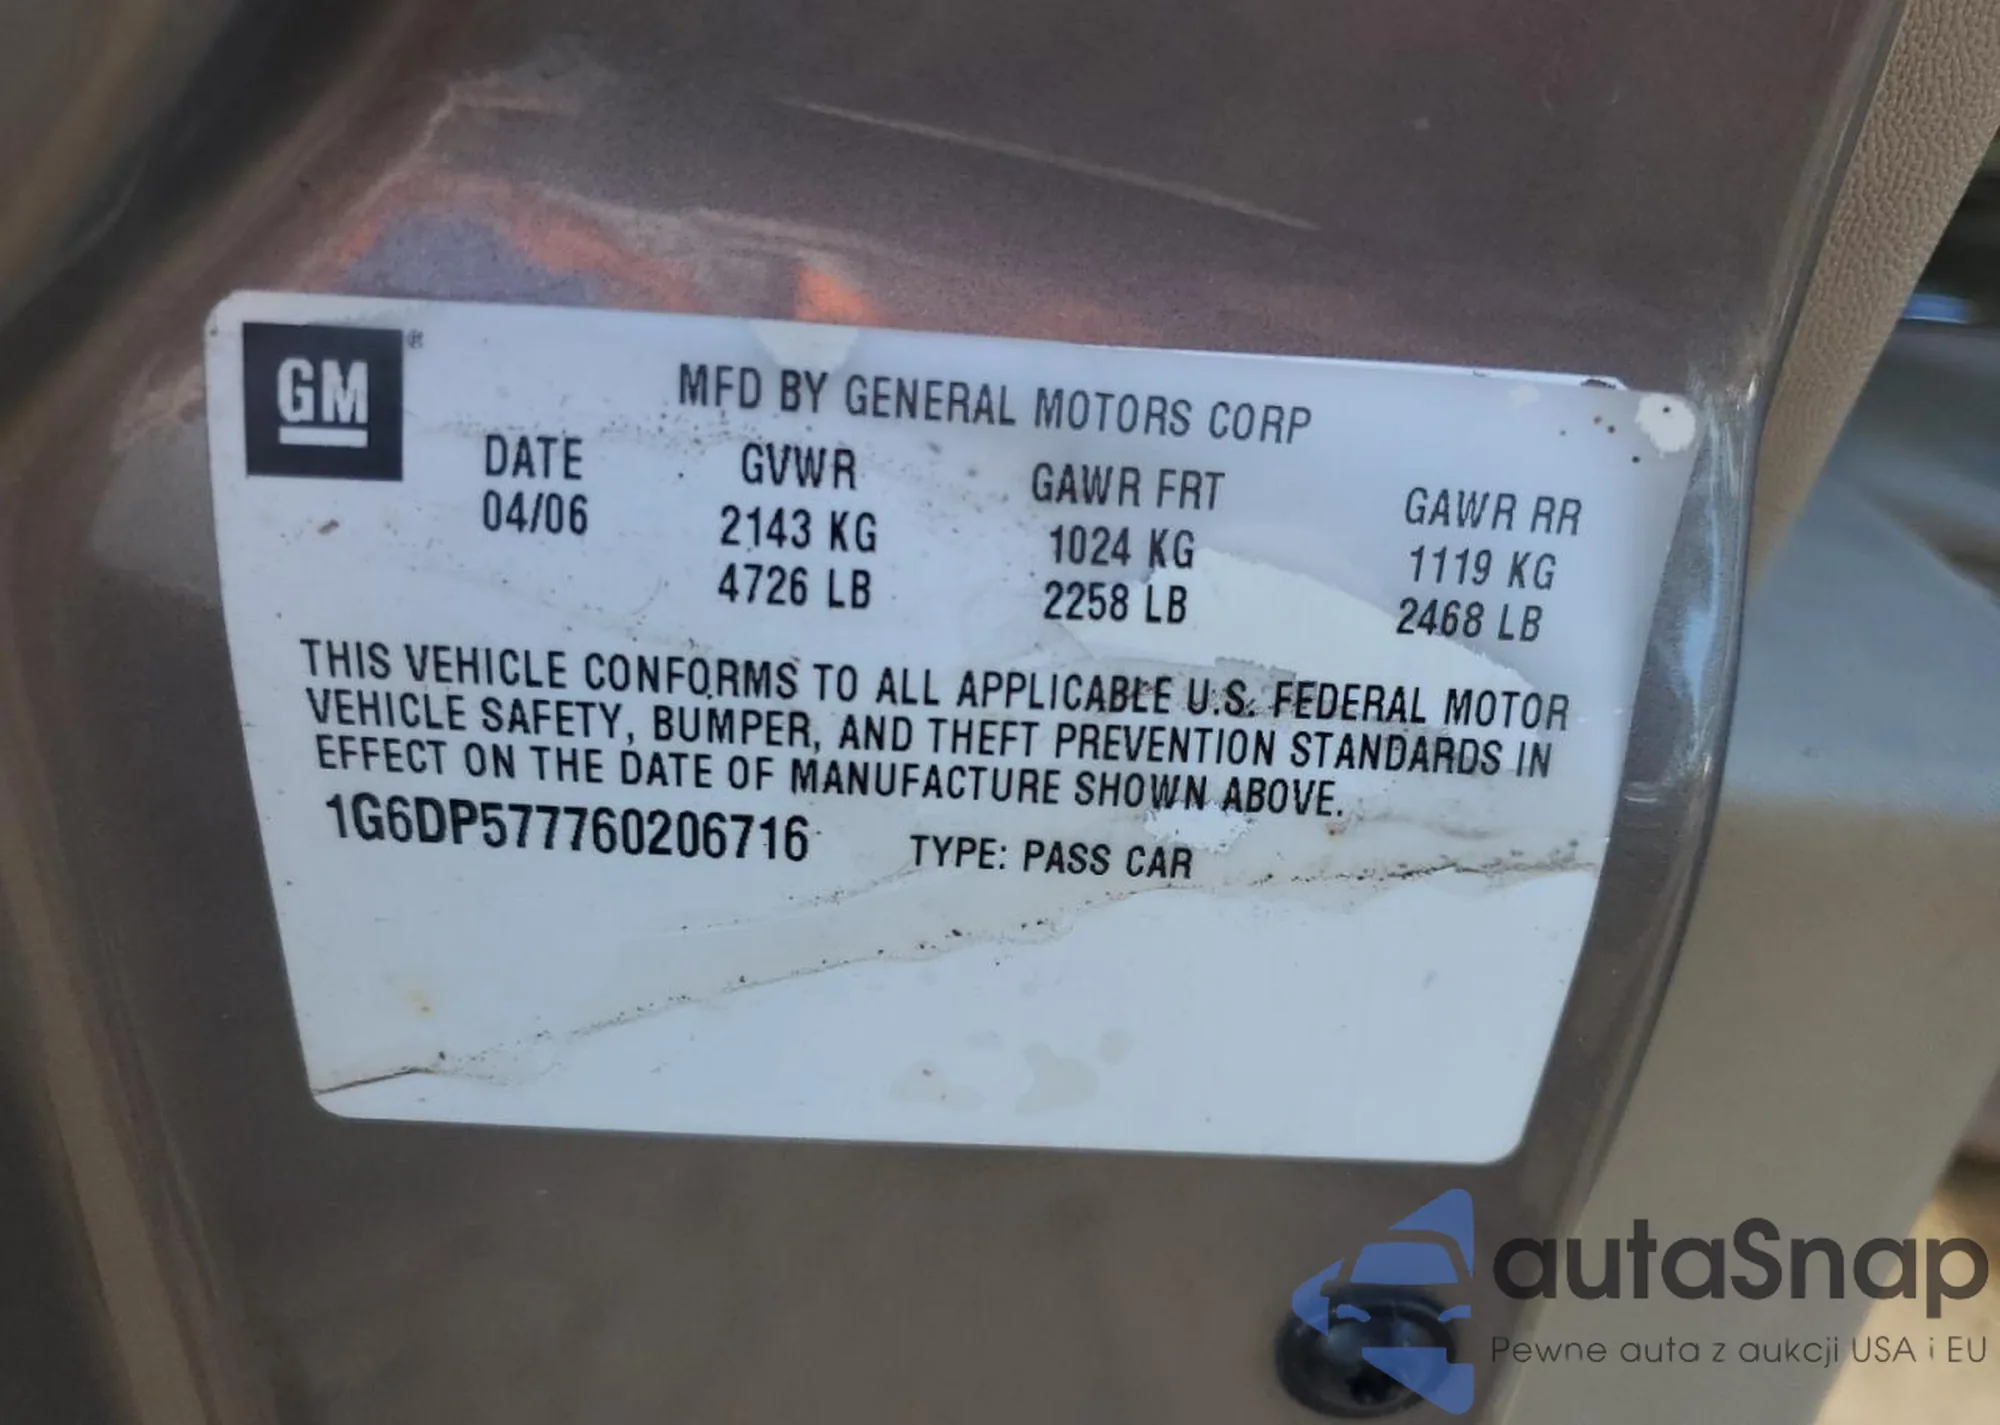 GM ®
MFD BY GENERAL MOTORS CORP
DATE GVWR GAWR FRT GAWR RR
04/06 2143 KG 1024 KG 1119 KG
4726 LB 2258 LB 2468 LB
THIS VEHICLE CONFORMS TO ALL APPLICABLE U.S. FEDERAL MOTOR
VEHICLE SAFETY, BUMPER, AND THEFT PREVENTION STANDARDS IN
EFFECT ON THE DATE OF MANUFACTURE SHOWN ABOVE.
1G6DP577760206716 TYPE: PASS CAR
autaSnap
Pewne auta z aukcji USA i EU